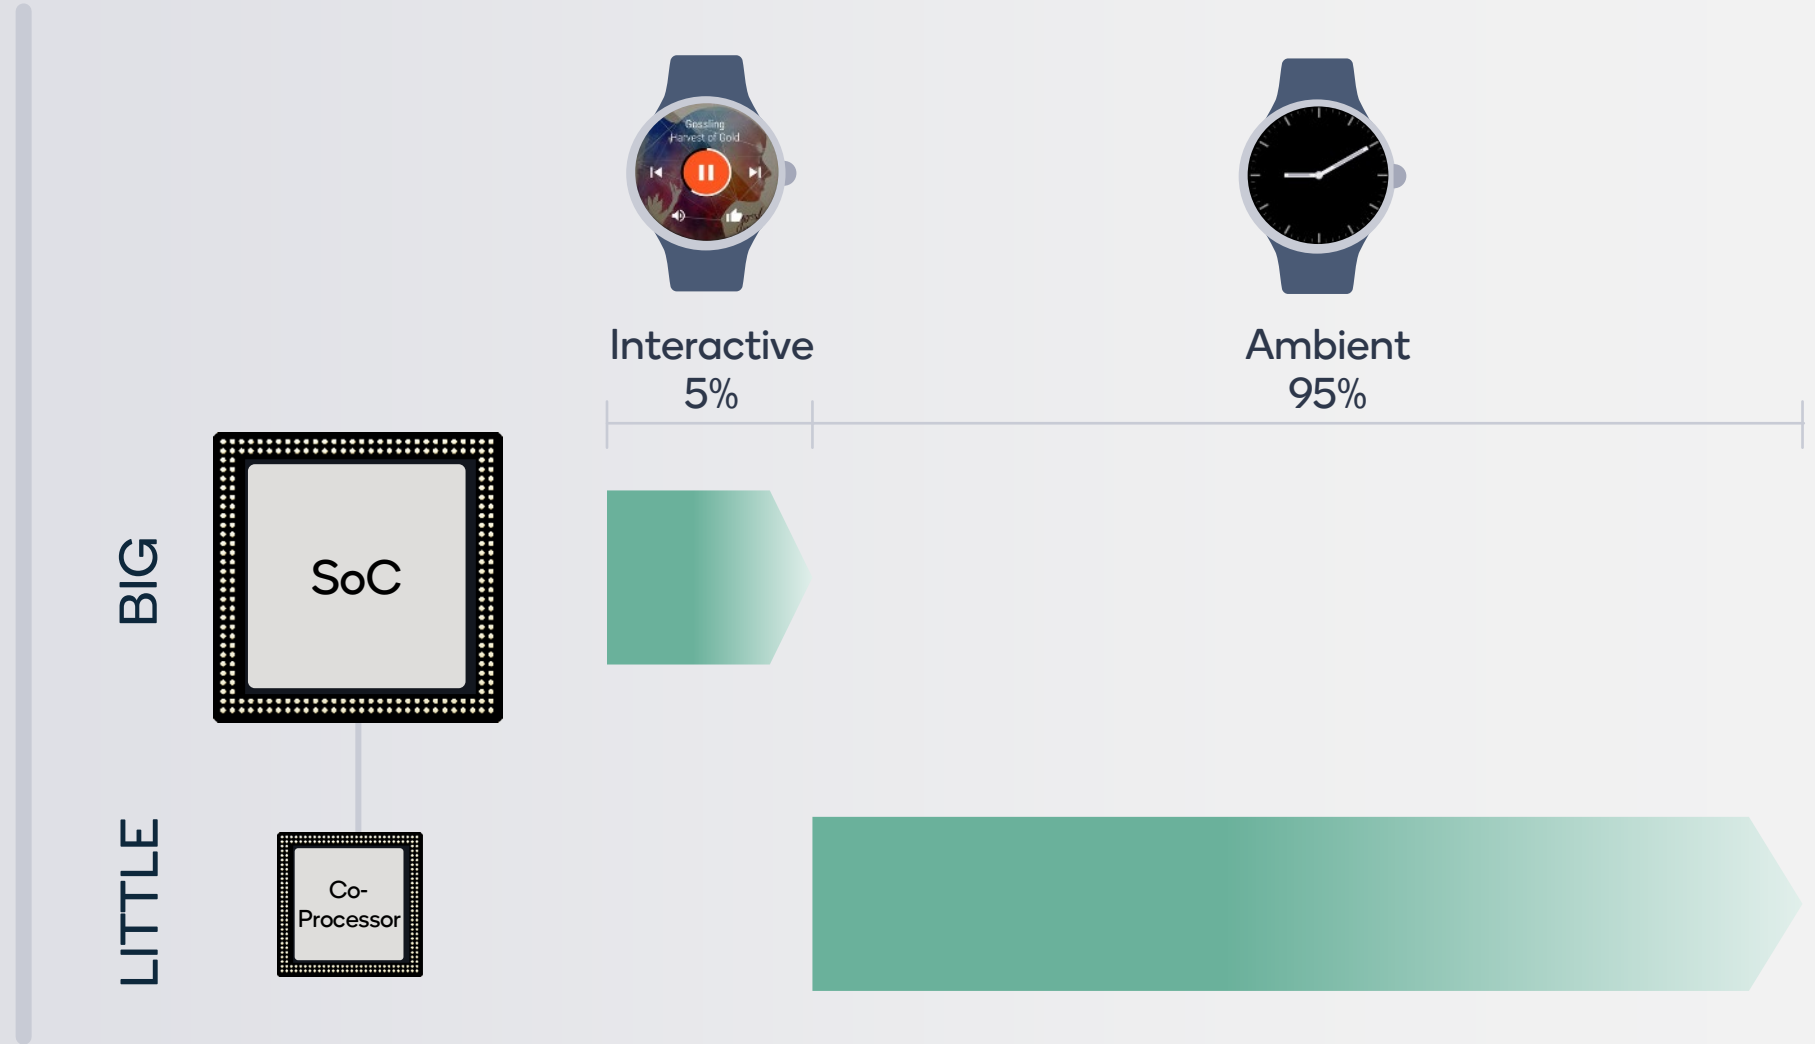 Gossling
Harvest of Gold
Interactive
5%
Ambient
95%
BIG
SoC
LITTLE
Co-
Processor